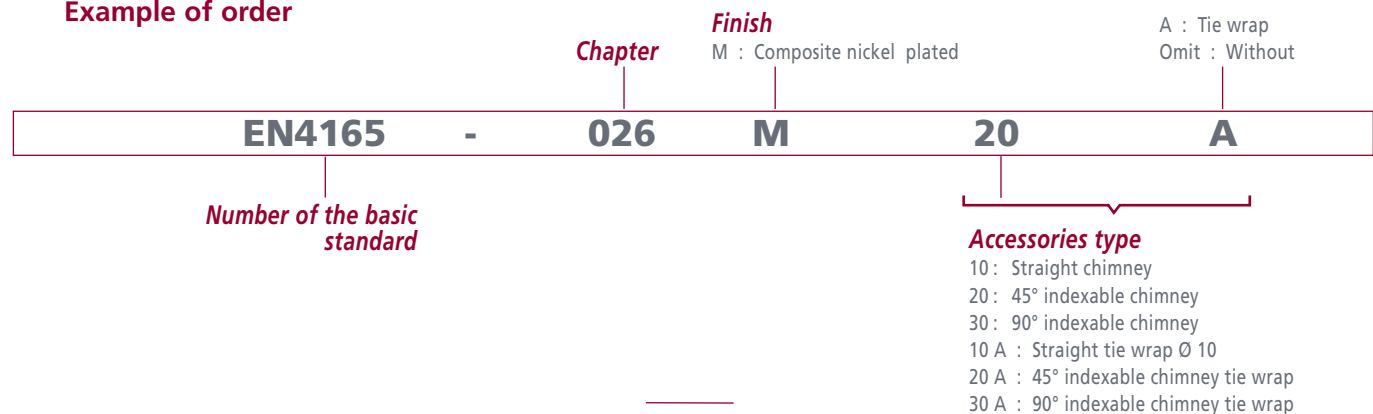 Example of order
Finish
A : Tie wrap
Chapter
M : Composite nickel plated
Omit : Without
EN4165 - 026 M 20 A
Number of the basic
standard
Accessories type
10 : Straight chimney
20 : 45° indexable chimney
30 : 90° indexable chimney
10 A : Straight tie wrap Ø 10
20 A : 45° indexable chimney tie wrap
30 A : 90° indexable chimney tie wrap